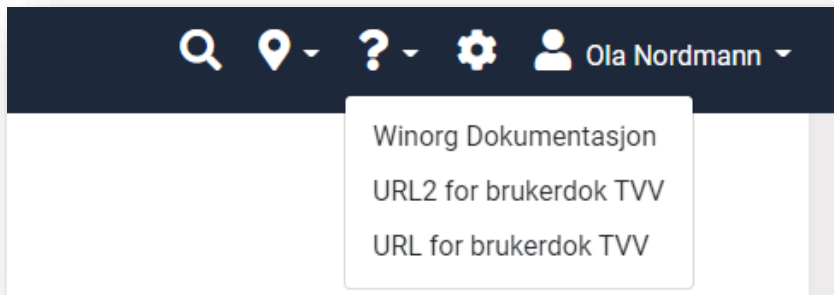 Ola Nordmann
Winorg Dokumentasjon
URL2 for brukerdok TVV
URL for brukerdok TVV